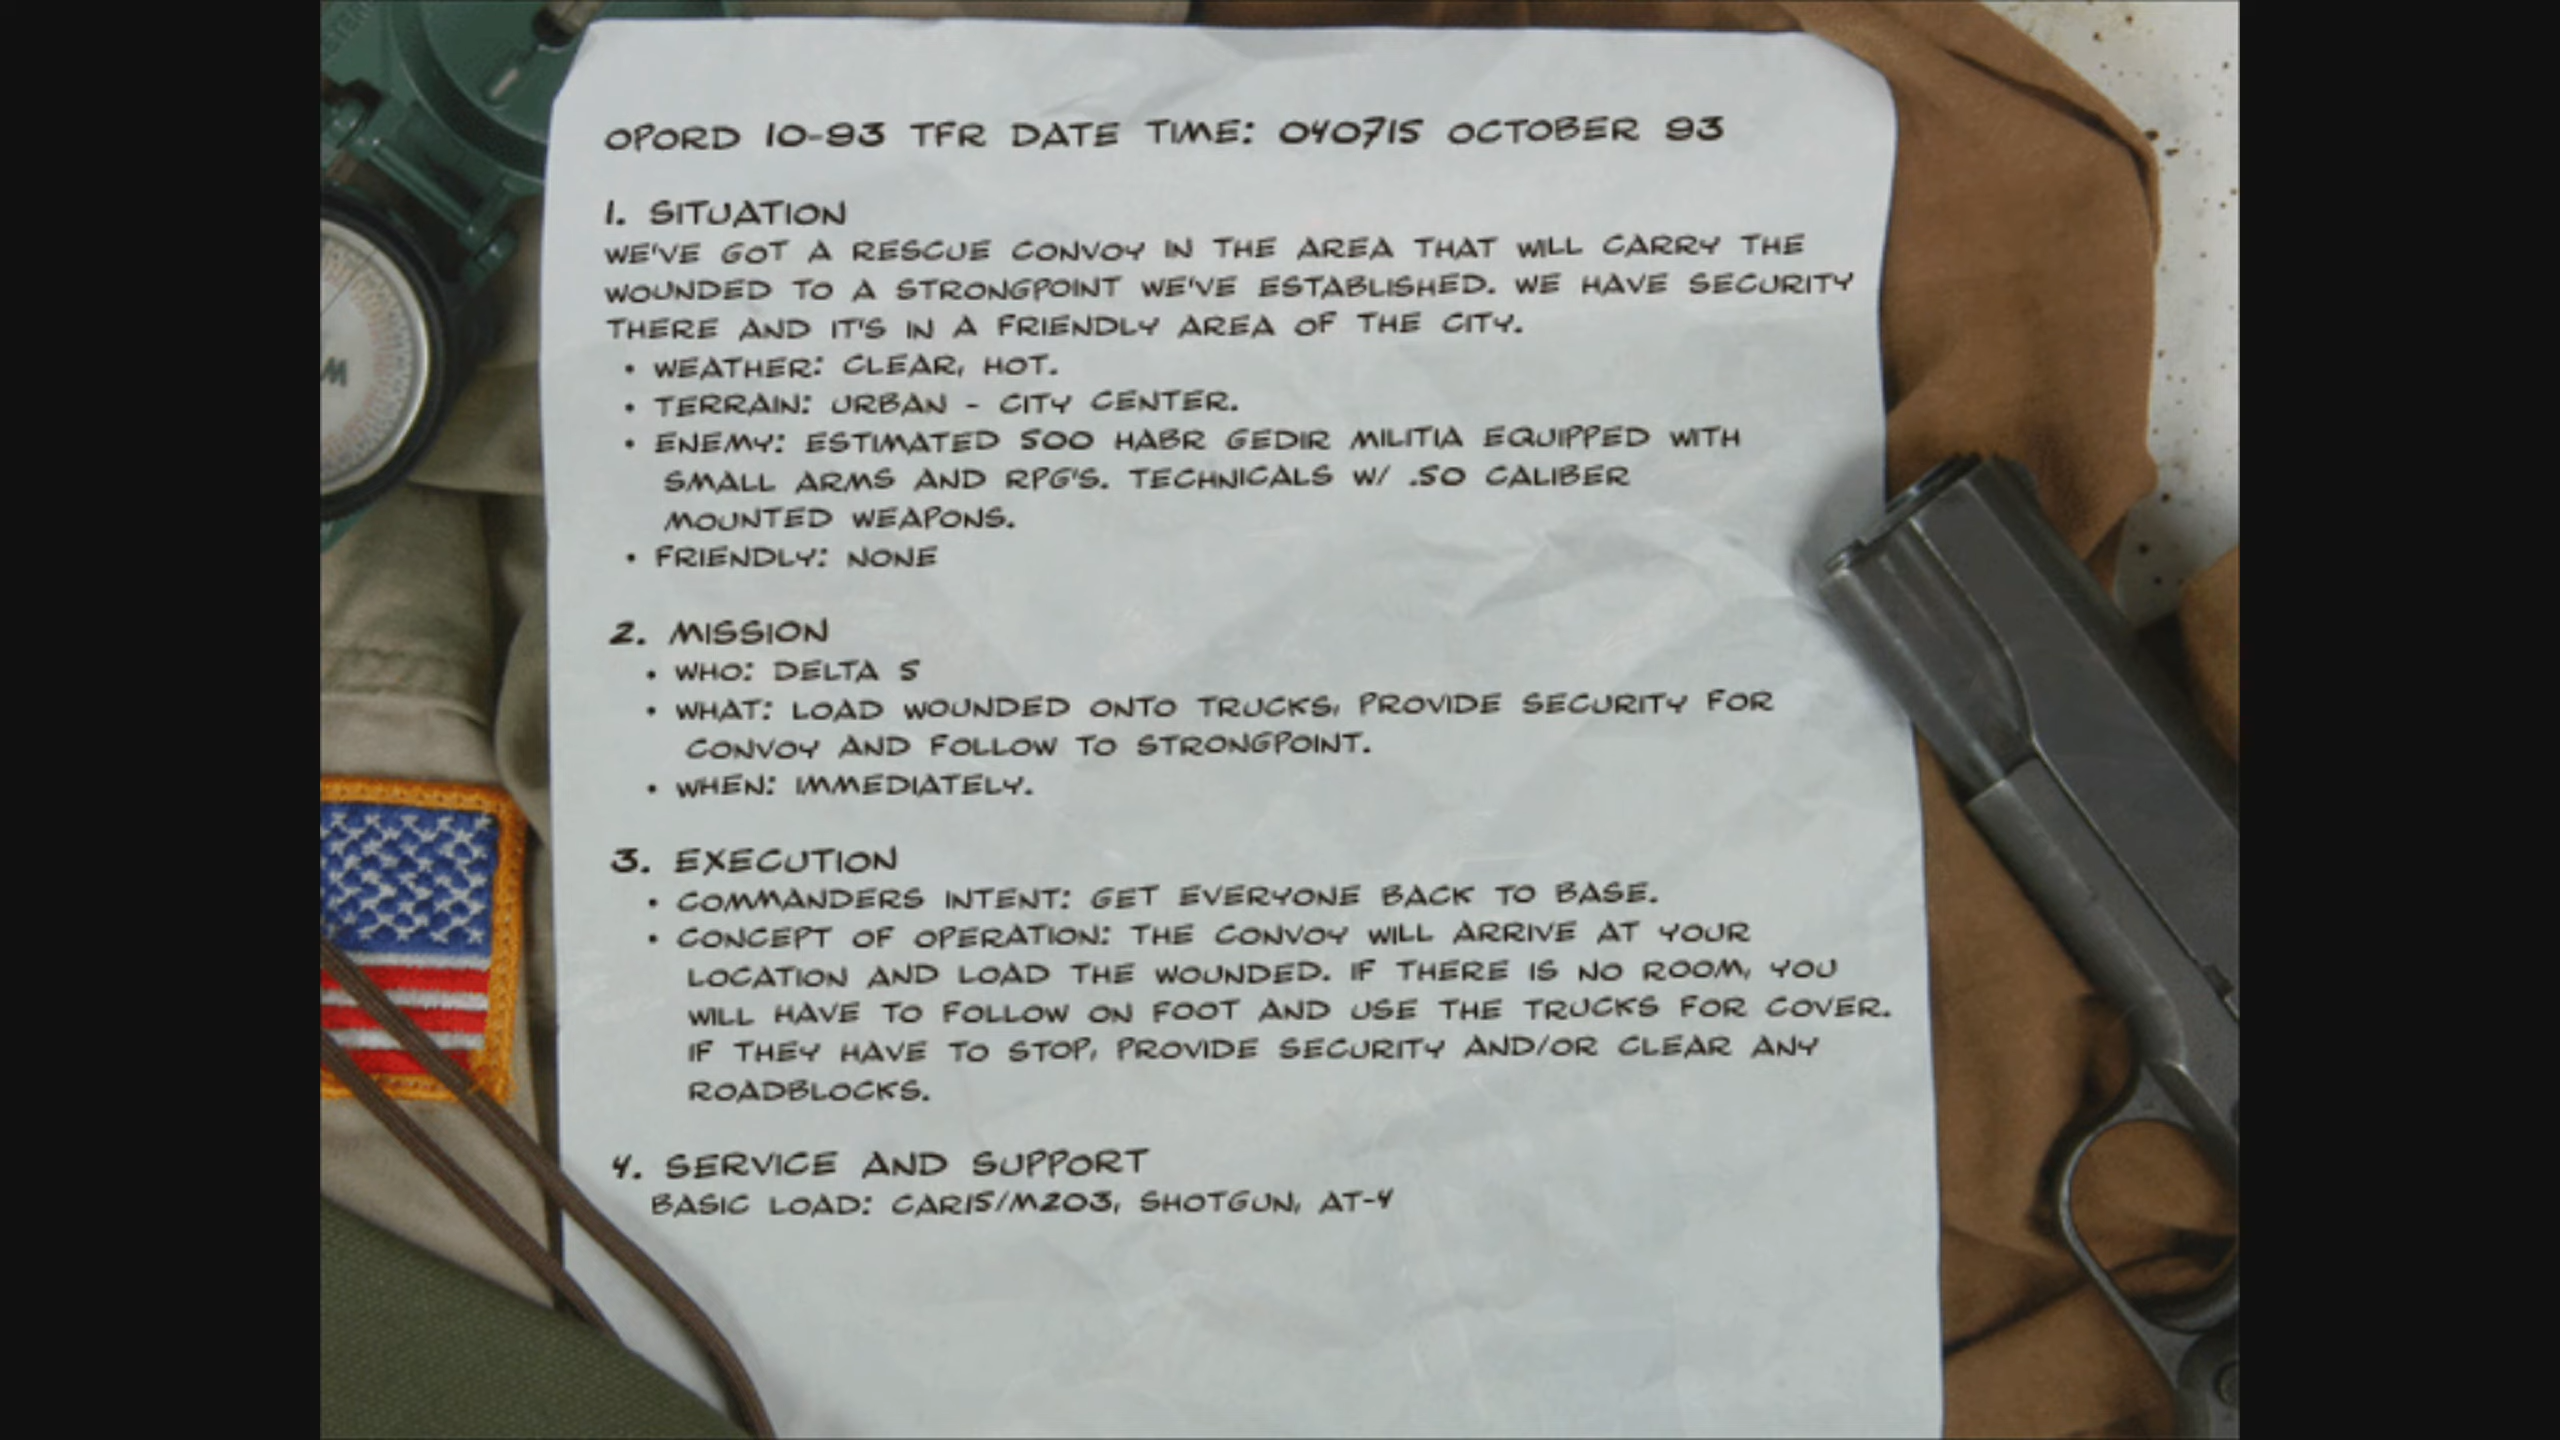 OPORD 10-93 TFR DATE TIME: 040715 OCTOBER 93
1. SITUATION
WE'VE GOT A RESCUE CONVOY IN THE AREA THAT WILL CARRY THE
WOUNDED TO A STRONGPOINT WE'VE ESTABLISHED. WE HAVE SECURITY
THERE AND IT'S IN A FRIENDLY AREA OF THE CITY.
• WEATHER: CLEAR, HOT.
• TERRAIN: URBAN - CITY CENTER.
• ENEMY: ESTIMATED 500 HABR GEDIR MILITIA EQUIPPED WITH
SMALL ARMS AND RPG'S. TECHNICALS W/ .50 CALIBER
MOUNTED WEAPONS.
• FRIENDLY: NONE
2. MISSION
• WHO: DELTA 5
• WHAT: LOAD WOUNDED ONTO TRUCKS, PROVIDE SECURITY FOR
CONVOY AND FOLLOW TO STRONGPOINT.
• WHEN: IMMEDIATELY.
3. EXECUTION
• COMMANDERS INTENT: GET EVERYONE BACK TO BASE.
• CONCEPT OF OPERATION: THE CONVOY WILL ARRIVE AT YOUR
LOCATION AND LOAD THE WOUNDED. IF THERE IS NO ROOM, YOU
WILL HAVE TO FOLLOW ON FOOT AND USE THE TRUCKS FOR COVER.
IF THEY HAVE TO STOP, PROVIDE SECURITY AND/OR CLEAR ANY
ROADBLOCKS.
4. SERVICE AND SUPPORT
BASIC LOAD: CAR15/M203, SHOTGUN, AT-4